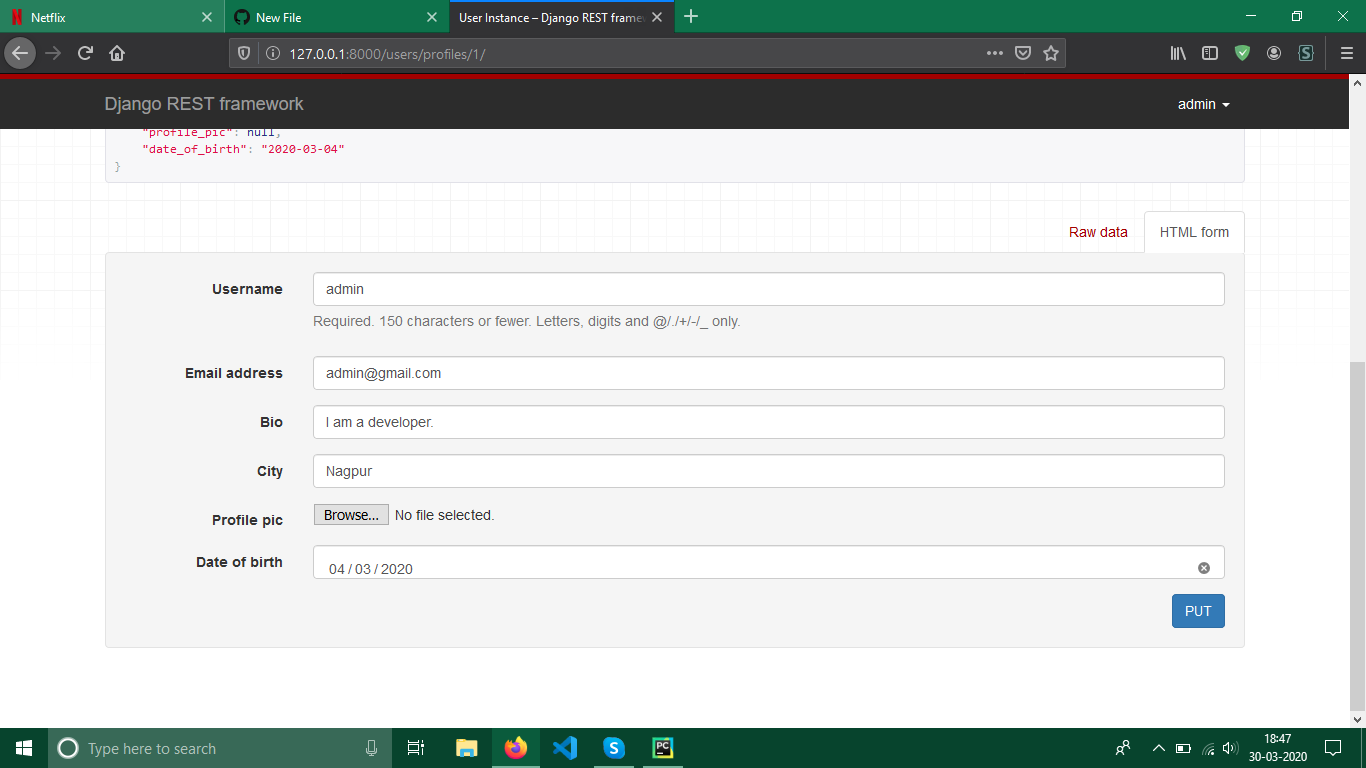 Netflix
New File
User Instance – Django REST framew
127.0.0.1:8000/users/profiles/1/
Django REST framework
admin
"profile_pic": null,
"date_of_birth": "2020-03-04"
}
Raw data
HTML form
Username
admin
Required. 150 characters or fewer. Letters, digits and @/./+/-/_ only.
Email address
admin@gmail.com
Bio
I am a developer.
City
Nagpur
Profile pic
Browse...
No file selected.
Date of birth
04 / 03 / 2020
PUT
Type here to search
18:47
30-03-2020